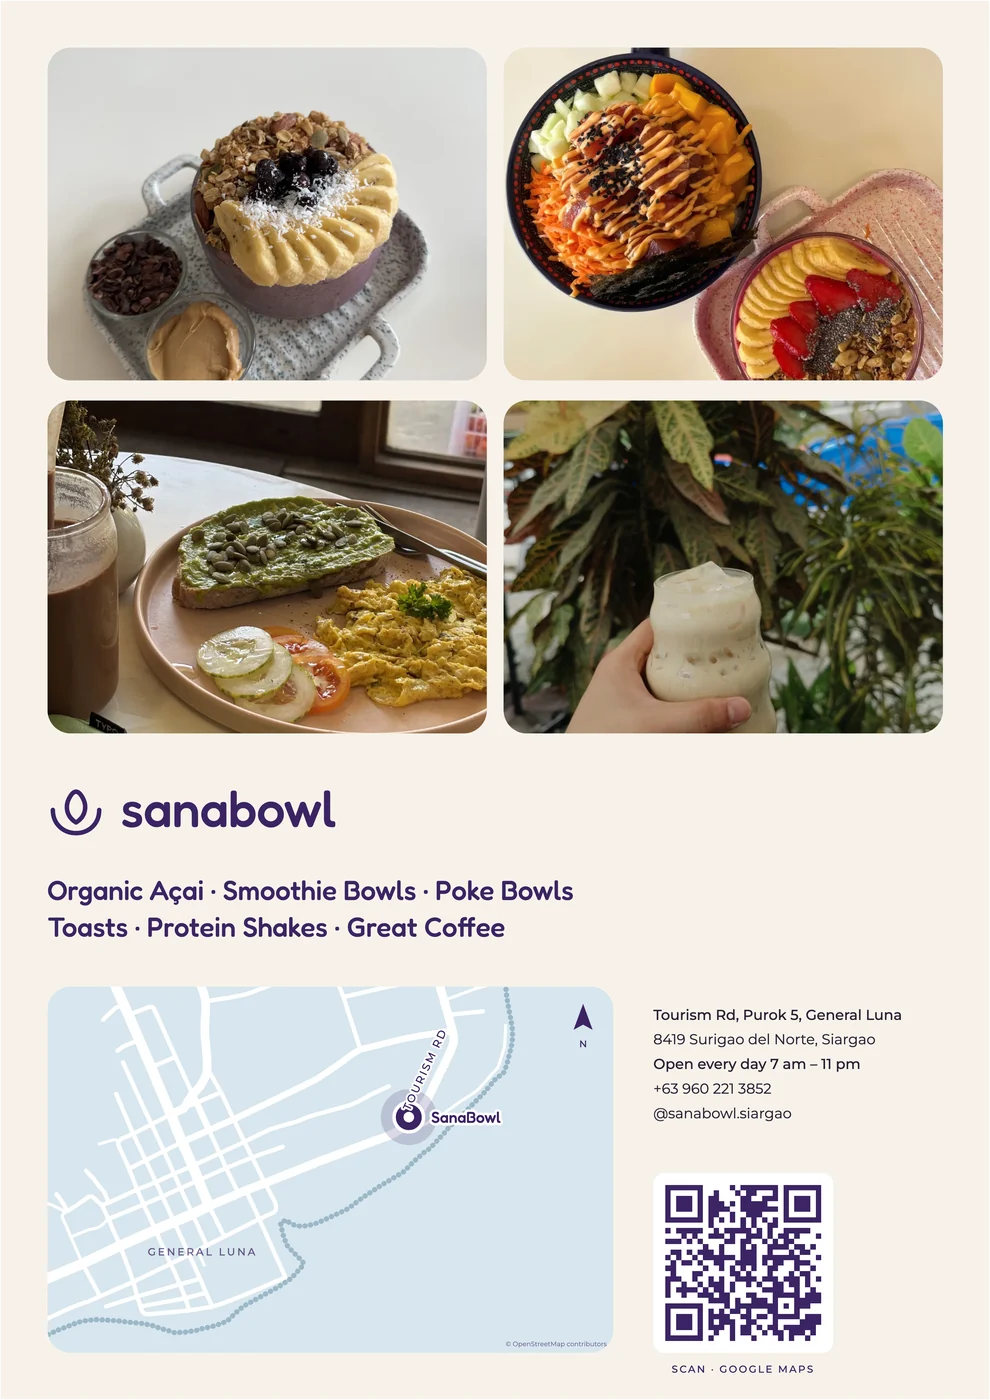 TYPO
sanabowl
Organic Açai · Smoothie Bowls · Poke Bowls
Toasts · Protein Shakes · Great Coffee
N
TOURISM RD
SanaBowl
GENERAL LUNA
© OpenStreetMap contributors
Tourism Rd, Purok 5, General Luna
8419 Surigao del Norte, Siargao
Open every day 7 am – 11 pm
+63 960 221 3852
@sanabowl.siargao
SCAN · GOOGLE MAPS